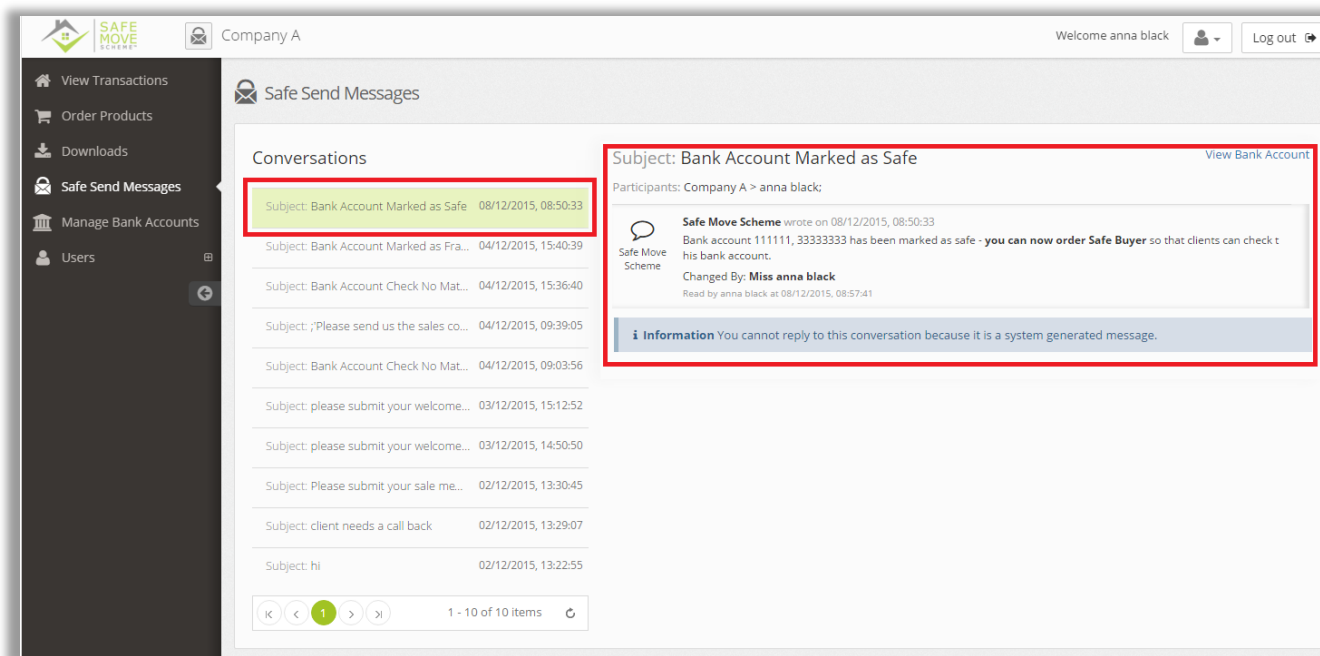 SAFE
MOVE
SCHEME
Company A
Welcome anna black
Log out
View Transactions
Order Products
Downloads
Safe Send Messages
Manage Bank Accounts
Users
Safe Send Messages
Conversations
Subject: Bank Account Marked as Safe 08/12/2015, 08:50:33
Subject: Bank Account Marked as Fra... 04/12/2015, 15:40:39
Subject: Bank Account Check No Mat... 04/12/2015, 15:36:40
Subject: ;'Please send us the sales co... 04/12/2015, 09:39:05
Subject: Bank Account Check No Mat... 04/12/2015, 09:03:56
Subject: please submit your welcome... 03/12/2015, 15:12:52
Subject: please submit your welcome... 03/12/2015, 14:50:50
Subject: Please submit your sale me... 02/12/2015, 13:30:45
Subject: client needs a call back 02/12/2015, 13:29:07
Subject: hi 02/12/2015, 13:22:55
1
1 - 10 of 10 items
Subject: Bank Account Marked as Safe
View Bank Account
Participants: Company A > anna black;
Safe Move
Scheme
Safe Move Scheme wrote on 08/12/2015, 08:50:33
Bank account 111111, 33333333 has been marked as safe - you can now order Safe Buyer so that clients can check t
his bank account.
Changed By: Miss anna black
Read by anna black at 08/12/2015, 08:57:41
i Information You cannot reply to this conversation because it is a system generated message.